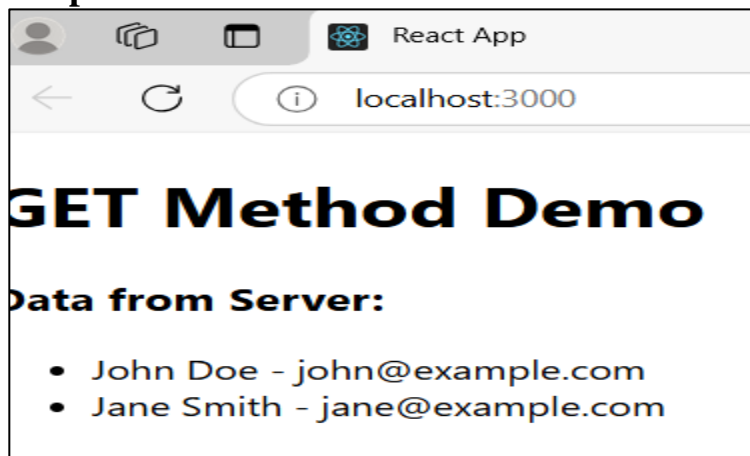 React App
localhost:3000
GET Method Demo
Data from Server:
John Doe - john@example.com
Jane Smith - jane@example.com